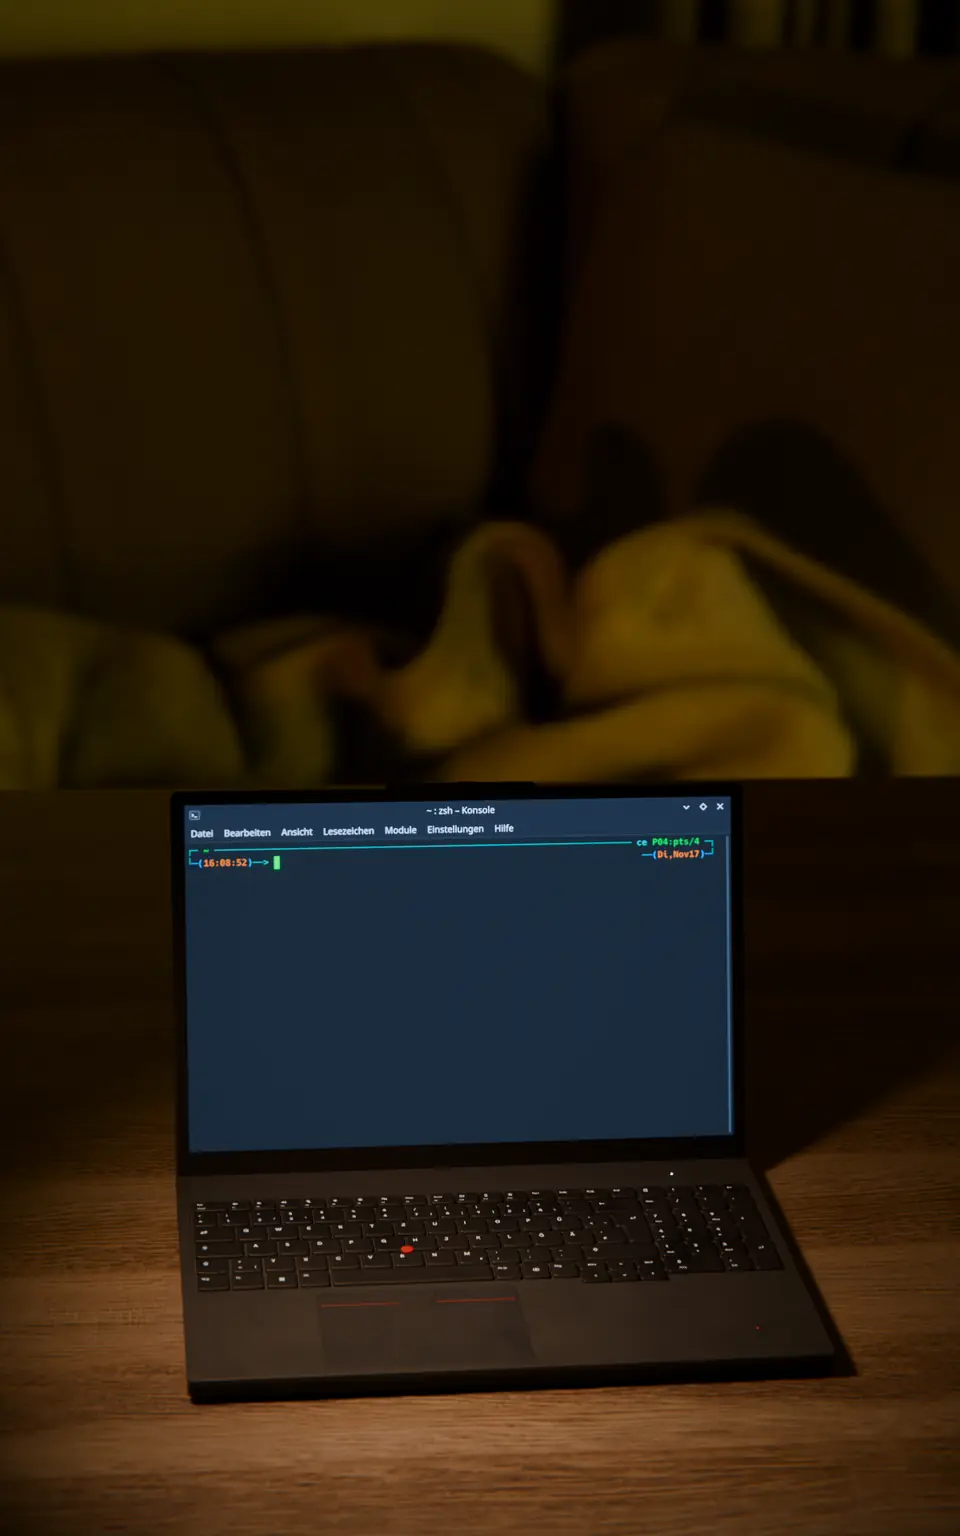 ~ : zsh – Konsole
Datei Bearbeiten Ansicht Lesezeichen Module Einstellungen Hilfe
~ ce P04:pts/4
(16:08:52)—> —(Di,Nov17)